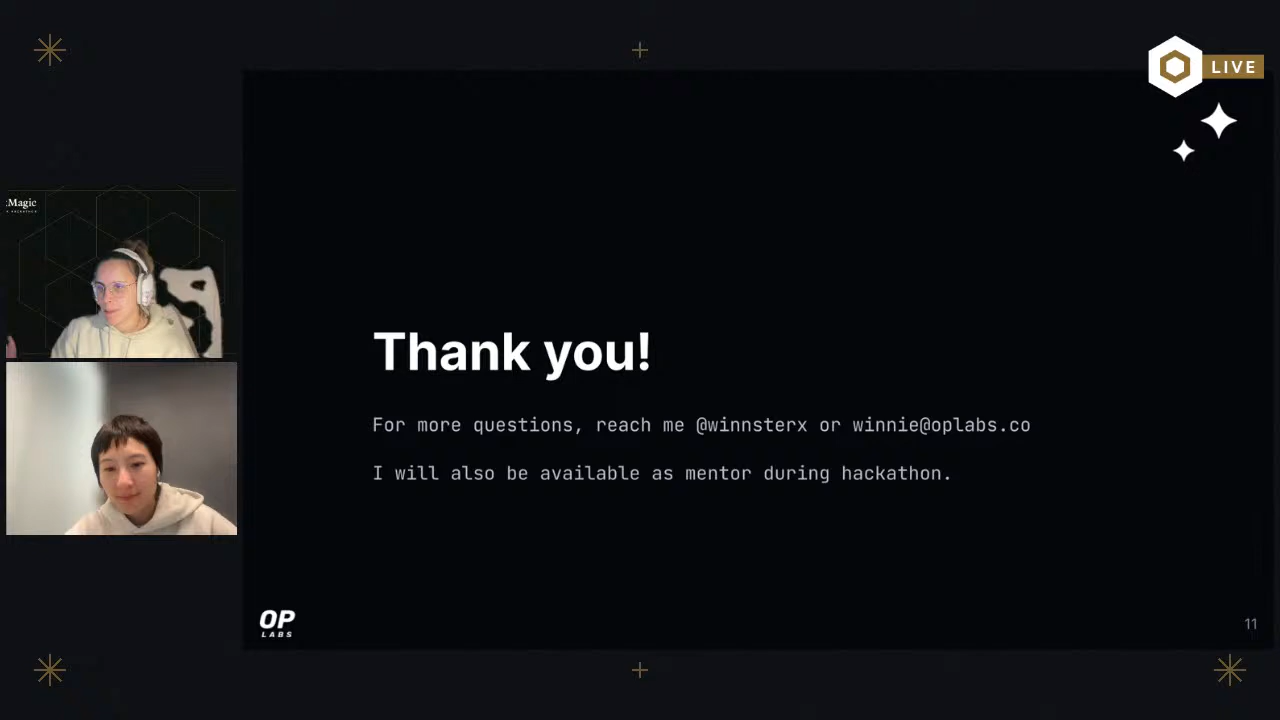 LIVE
:Magic
Thank you!
For more questions, reach me @winnsterx or winnie@oplabs.co
I will also be available as mentor during hackathon.
OP
LABS
11